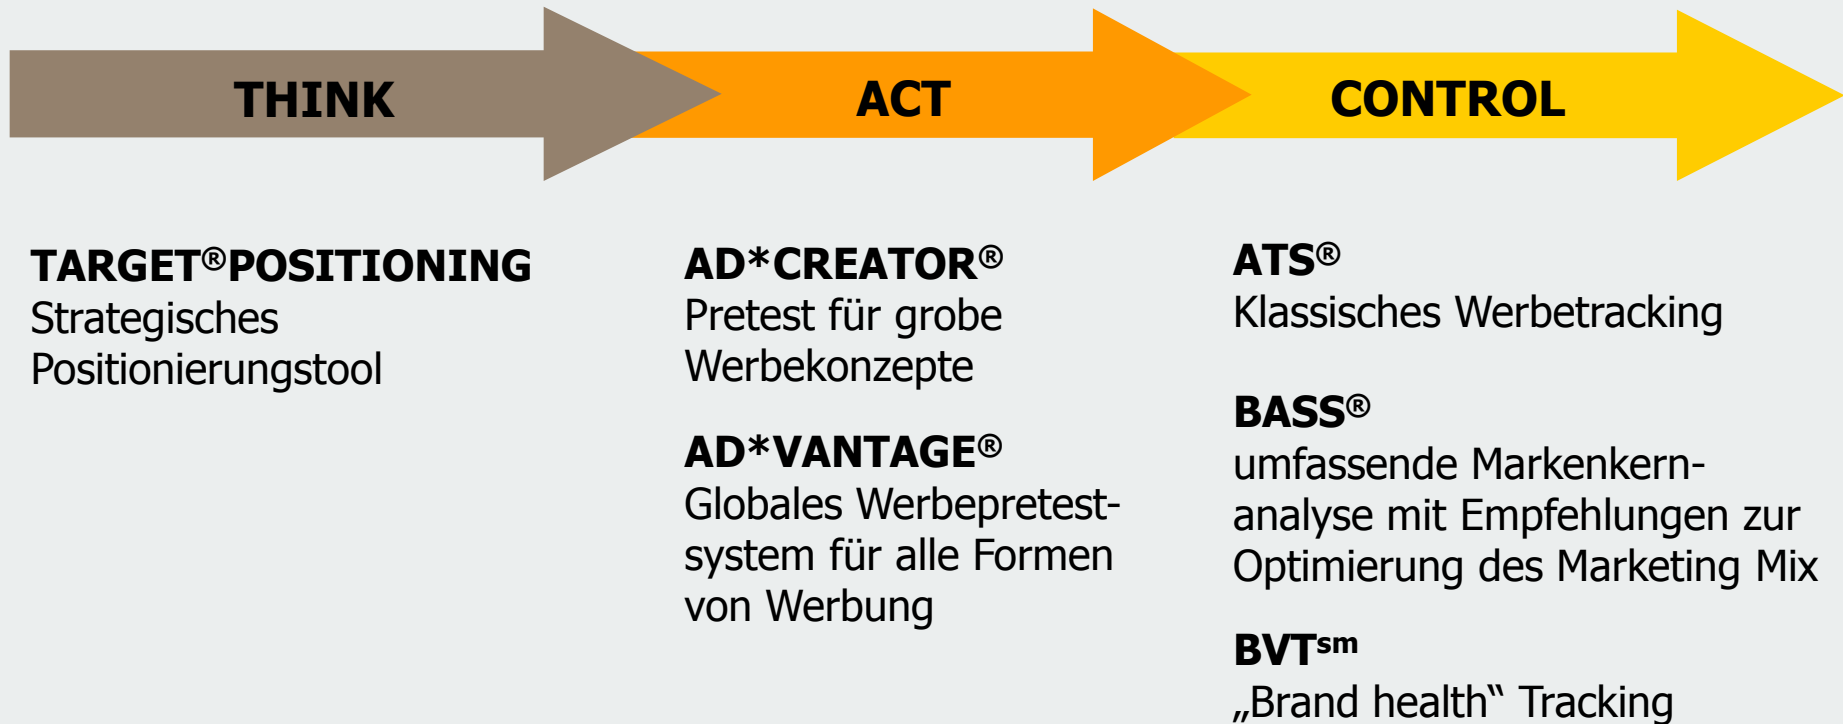 THINK
ACT
CONTROL
TARGET®POSITIONING
Strategisches
Positionierungstool
AD*CREATOR®
Pretest für grobe
Werbekonzepte
AD*VANTAGE®
Globales Werbepretest-
system für alle Formen
von Werbung
ATS®
Klassisches Werbetracking
BASS®
umfassende Markenkern-
analyse mit Empfehlungen zur
Optimierung des Marketing Mix
BVTsm
„Brand health“ Tracking